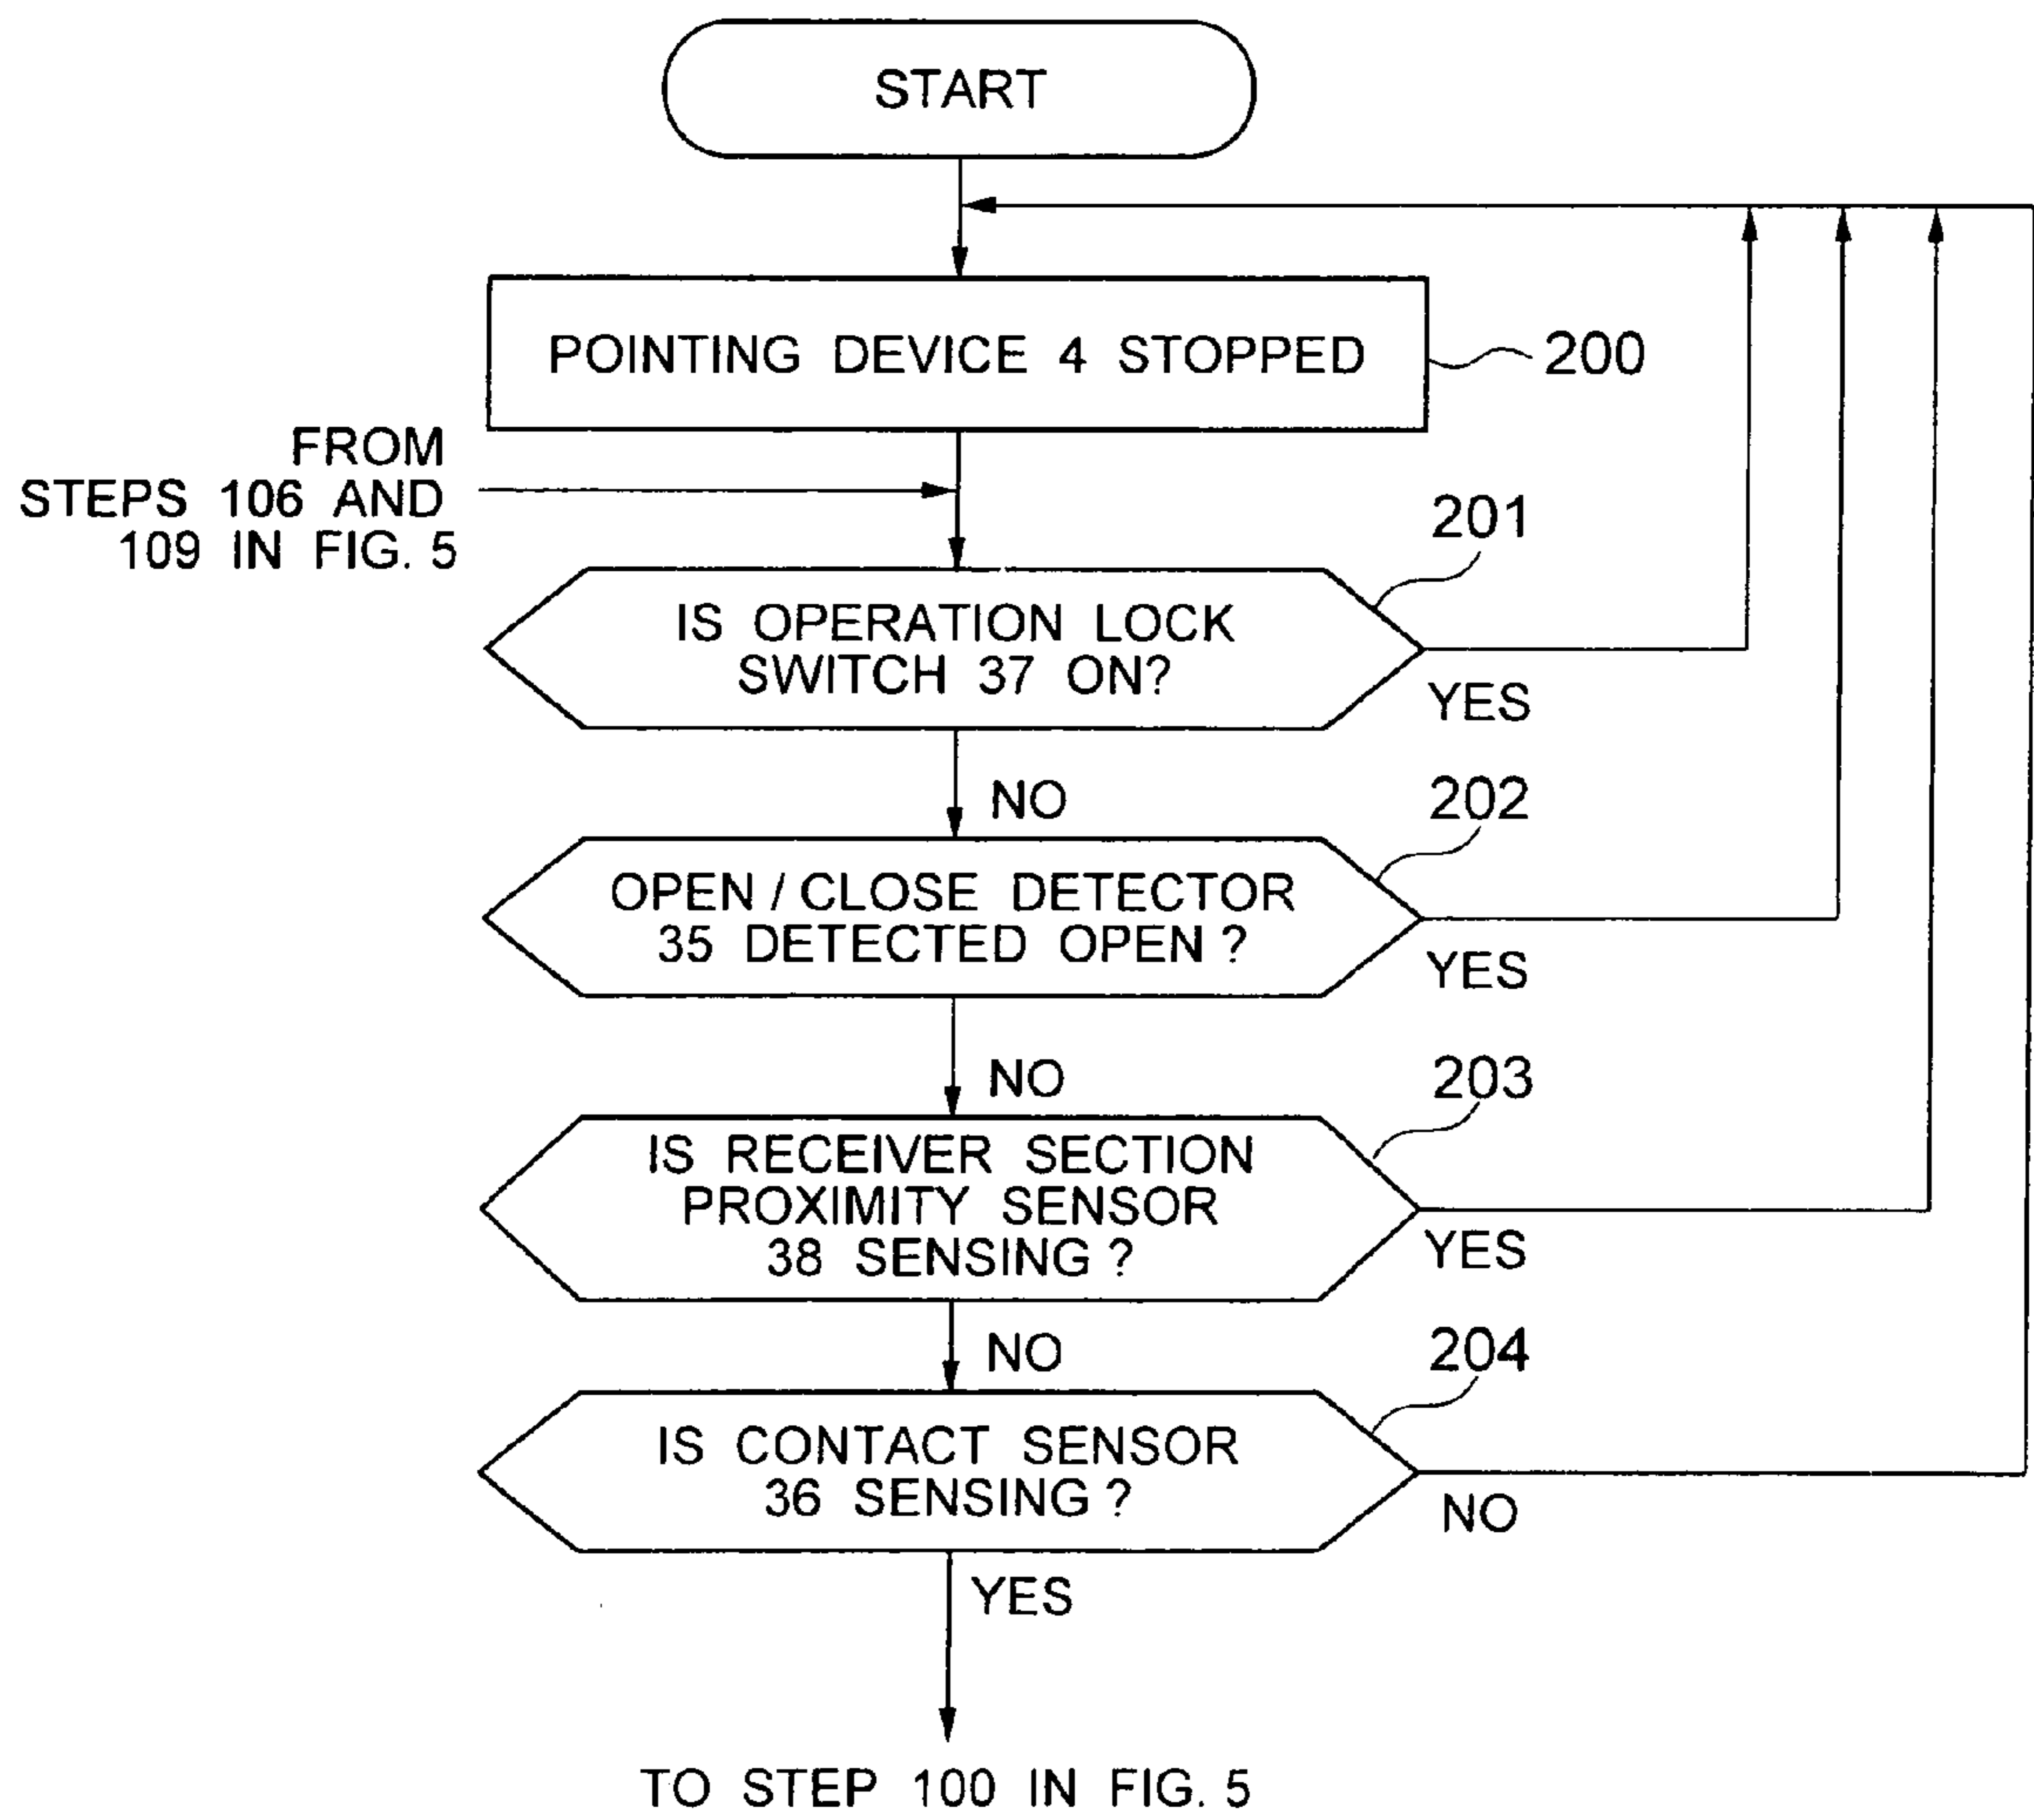 START
POINTING DEVICE 4 STOPPED
200
FROM
STEPS 106 AND
109 IN FIG. 5
201
IS OPERATION LOCK
SWITCH 37 ON?
YES
NO
202
OPEN / CLOSE DETECTOR
35 DETECTED OPEN ?
YES
NO
203
IS RECEIVER SECTION
PROXIMITY SENSOR
38 SENSING ?
YES
NO
204
IS CONTACT SENSOR
36 SENSING ?
NO
YES
TO STEP 100 IN FIG. 5